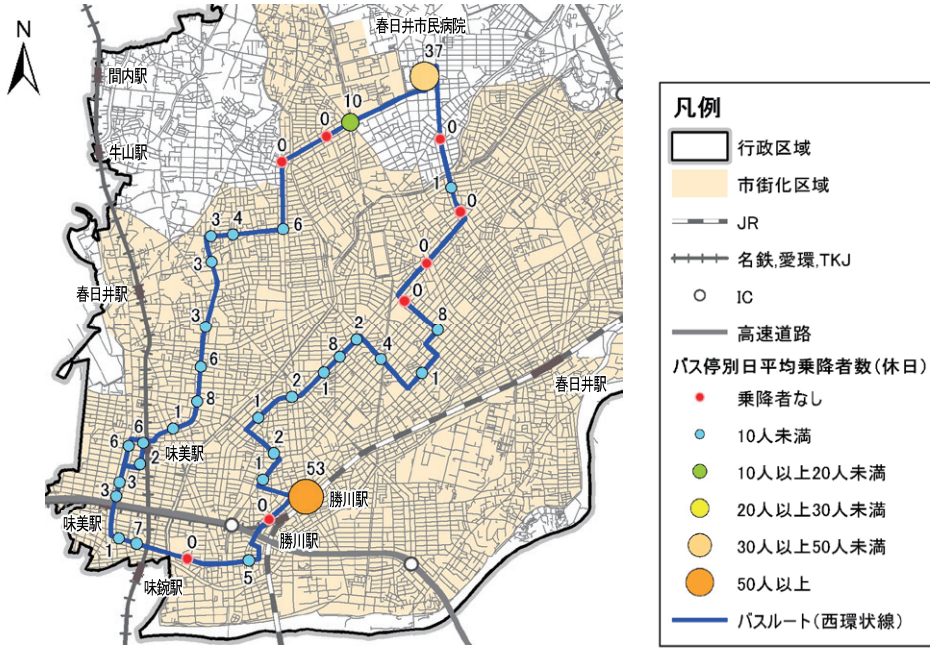 N
春日井市民病院
37
間内駅
10
0
0
0
牛山駅
1
0
3
4
6
3
0
春日井駅
0
3
8
2
8
4
6
春日井駅
2
1
1
8
1
1
6
6
味美駅
2
2
1
53
3
勝川駅
3
0
味美駅
勝川駅
1
7
0
味鋺駅
5
凡例
行政区域
市街化区域
JR
名鉄,愛環,TKJ
IC
高速道路
バス停別日平均乗降者数(休日)
乗降者なし
10人未満
10人以上20人未満
20人以上30人未満
30人以上50人未満
50人以上
バスルート(西環状線)